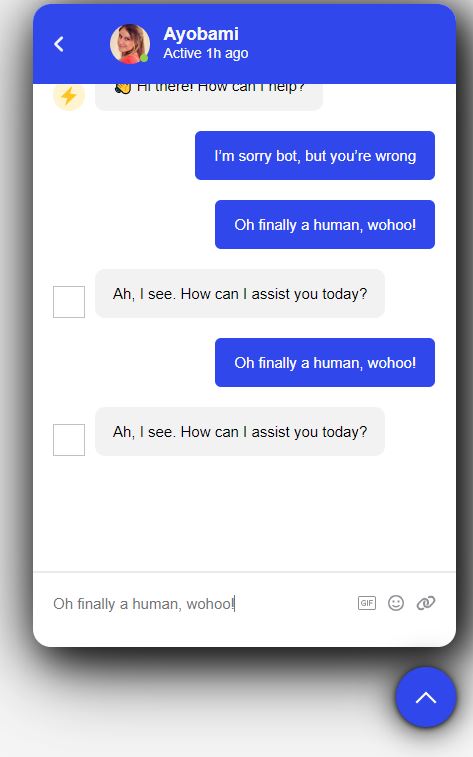 Ayobami
Active 1h ago
👋 Hi there! How can I help?
I’m sorry bot, but you’re wrong
Oh finally a human, wohoo!
Ah, I see. How can I assist you today?
Oh finally a human, wohoo!
Ah, I see. How can I assist you today?
Oh finally a human, wohoo!
GIF